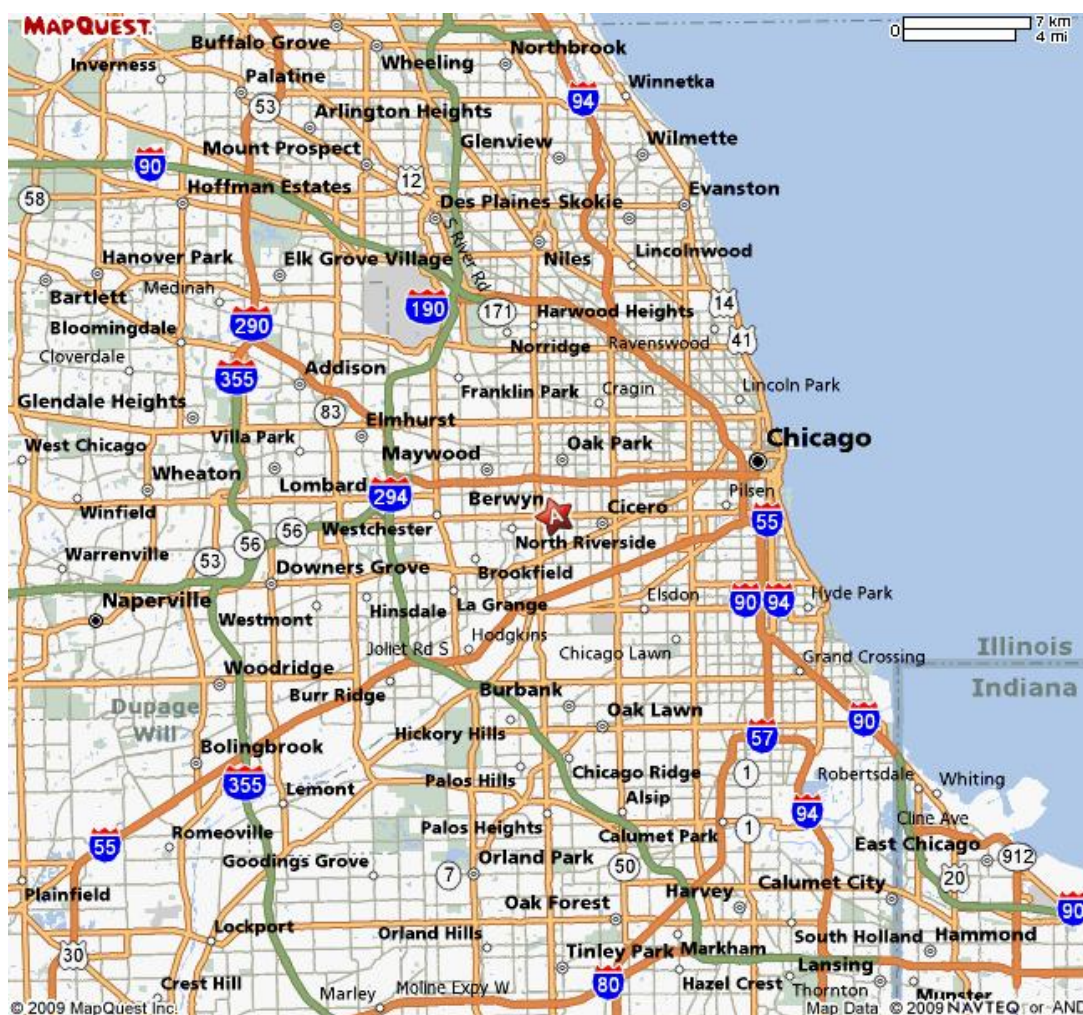 MAPQUEST.
7 km
0
4 mi
Buffalo Grove
Northbrook
Inverness
Wheeling
Palatine
Winnetka
94
53
Arlington Heights
Glenview
Wilmette
Mount Prospect
90
12
Hoffman Estates
Evanston
58
Des Plaines
Skokie
S River Rd
Lincolnwood
Hanover Park
Elk Grove Village
Niles
Bartlett
Medinah
190
171
14
Harwood Heights
Bloomingdale
290
41
Norridge
Ravenswood
Cloverdale
355
Addison
Franklin Park
Cragin
Lincoln Park
Glendale Heights
83
Elmhurst
West Chicago
Villa Park
Oak Park
Chicago
Maywood
Wheaton
Lombard
294
Berwyn
Pilsen
Winfield
A
Cicero
55
56
Westchester
North Riverside
56
Warrenville
53
Downers Grove
Brookfield
Naperville
Hinsdale
La Grange
Elsdon
90
94
Hyde Park
Westmont
Hodgkins
Joliet Rd S
Chicago Lawn
Grand Crossing
Illinois
Woodridge
Indiana
Burr Ridge
Burbank
Dupage
Will
Oak Lawn
90
Hickory Hills
57
Bolingbrook
Chicago Ridge
1
Robertsdale
Whiting
Palos Hills
355
Lemont
Alsip
94
Cline Ave
Romeoville
Palos Heights
Calumet Park
1
55
East Chicago
Goodings Grove
Orland Park
912
7
50
20
Plainfield
Harvey
Calumet City
Oak Forest
90
Lockport
Orland Hills
South Holland
Hammond
30
Tinley Park
Markham
Lansing
Crest Hill
80
Hazel Crest
Thornton
Marley
Moline Expy W
Munster
© 2009 MapQuest Inc.
Map Data © 2009 NAVTEQ or AND